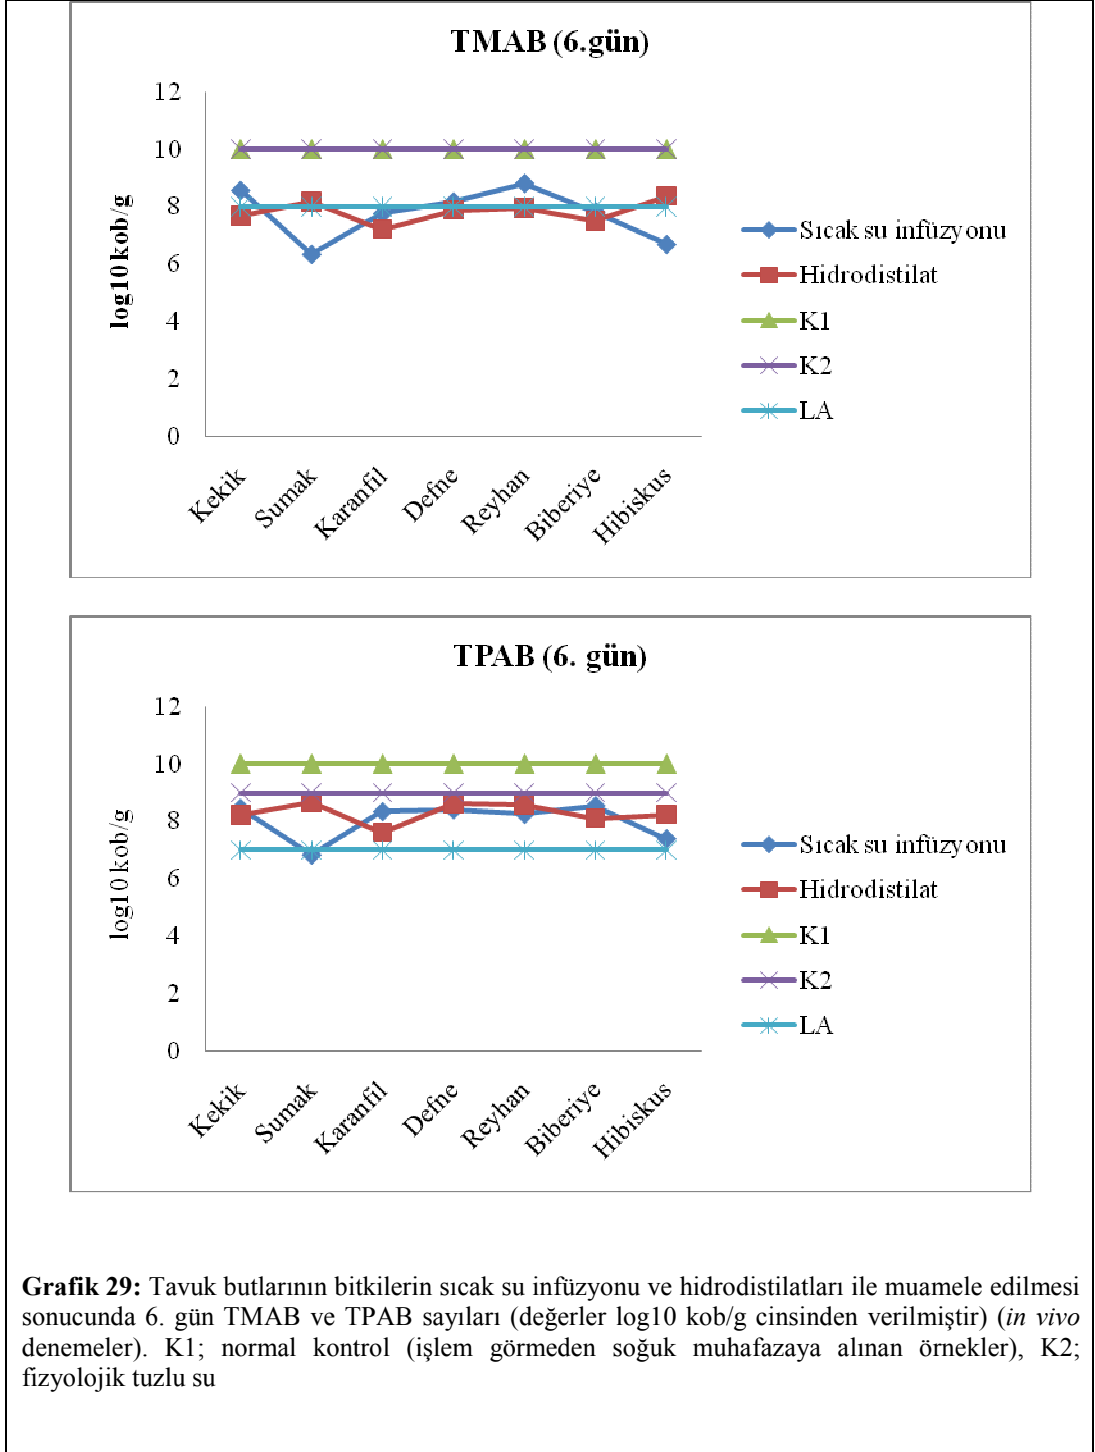 TMAB (6.gün)
12
10
8
6
4
2
0
log10 kob/g
Kekik
Sumak
Karanfil
Defne
Reyhan
Biberiye
Hibiskus
Sıcak su infüzyonu
Hidrodistilat
K1
K2
LA
TPAB (6. gün)
12
10
8
6
4
2
0
log10 kob/g
Kekik
Sumak
Karanfil
Defne
Reyhan
Biberiye
Hibiskus
Sıcak su infüzyonu
Hidrodistilat
K1
K2
LA
Grafik 29: Tavuk butlarının bitkilerin sıcak su infüzyonu ve hidrodistilatları ile muamele edilmesi
sonucunda 6. gün TMAB ve TPAB sayıları (değerler log10 kob/g cinsinden verilmiştir) (in vivo
denemeler). K1; normal kontrol (işlem görmeden soğuk muhafazaya alınan örnekler), K2;
fizyolojik tuzlu su